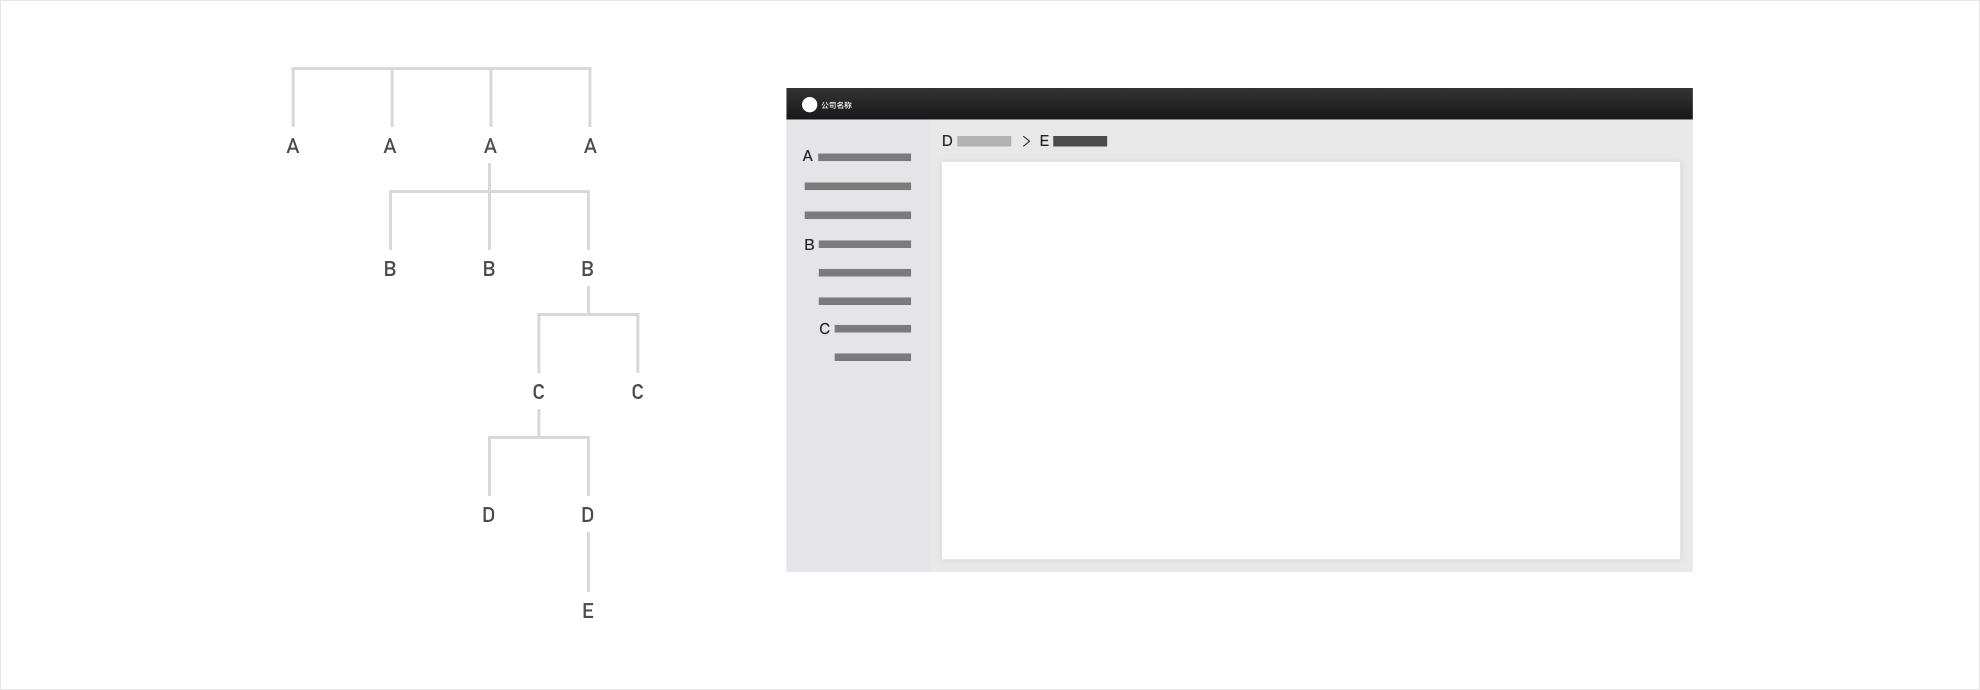 A A A A
B B B
C C
D D
E
公司名称
D > E
A
B
C